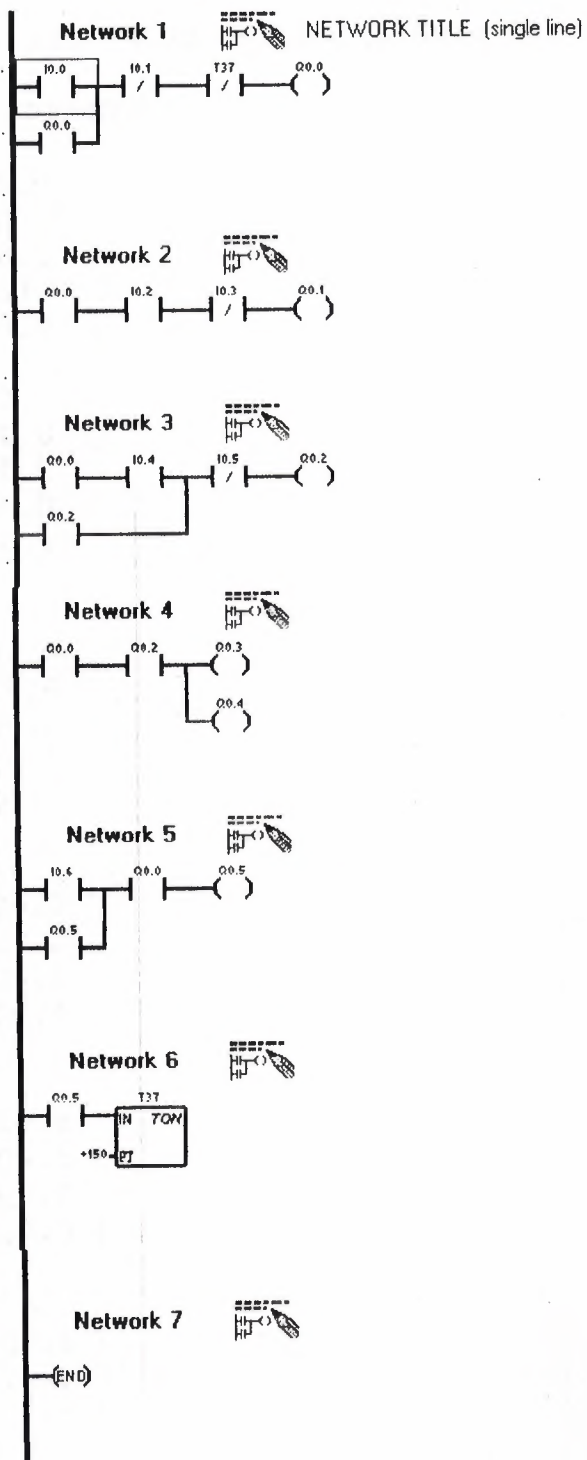 Network 1 NETWORK TITLE (single line)
I0.0 I0.1 T37 Q0.0
/ /
Q0.0
Network 2
Q0.0 I0.2 I0.3 Q0.1
/
Network 3
Q0.0 I0.4 I0.5 Q0.2
/
Q0.2
Network 4
Q0.0 Q0.2 Q0.3
Q0.4
Network 5
I0.6 Q0.0 Q0.5
Q0.5
Network 6
Q0.5 T37
IN TON
+150 PT
Network 7
(END)